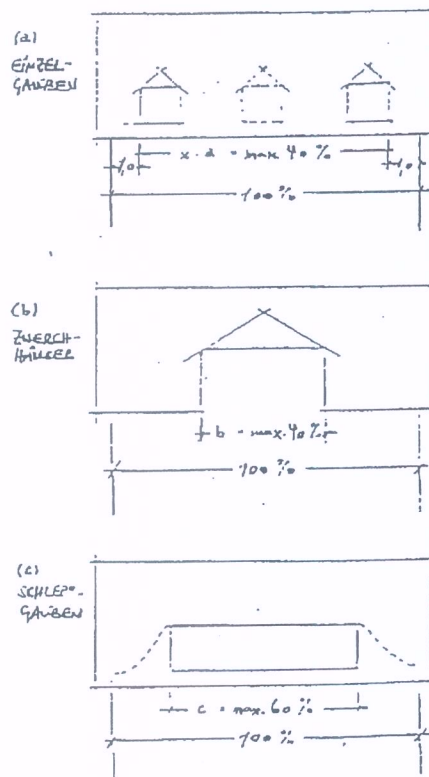 (a)
EINZEL-
GAUBEN
1,0
x · a = max 40 %
1,0
100 %
(b)
ZWERCH-
HÄUSER
b = max. 40 %
100 %
(c)
SCHLEPP-
GAUBEN
c = max. 60 %
100 %